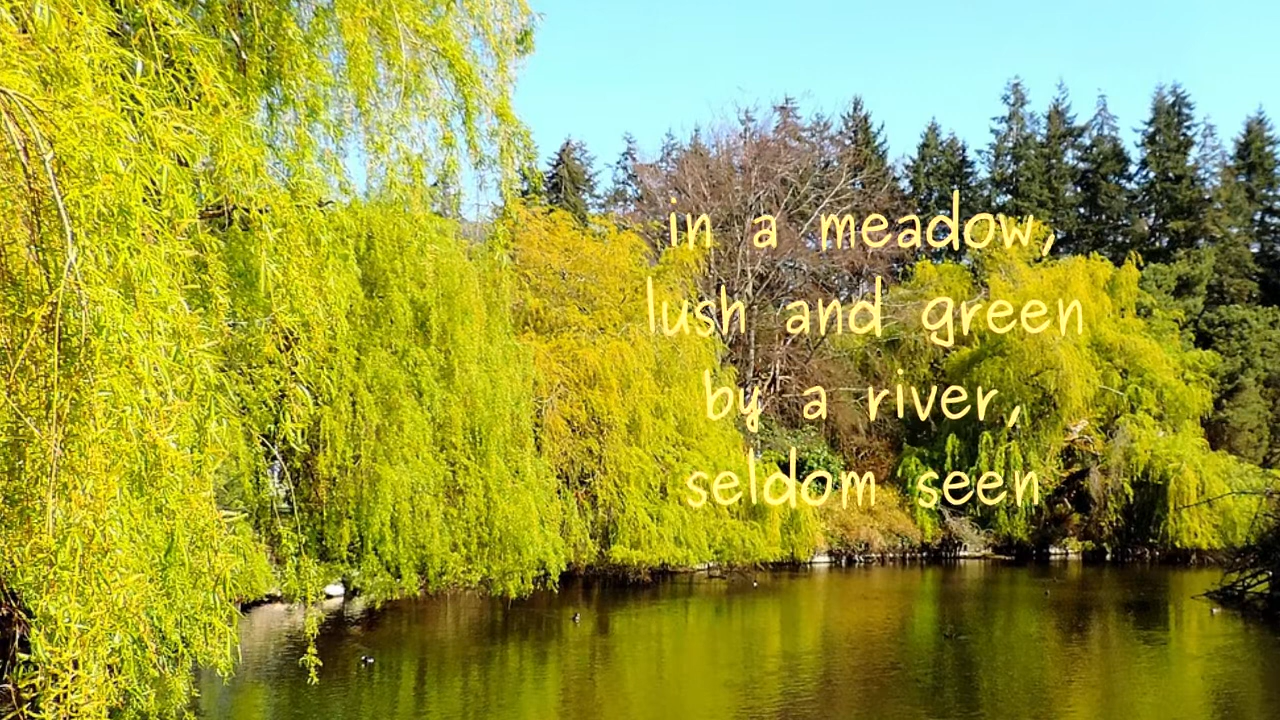 in a meadow,
lush and green
by a river,
seldom seen